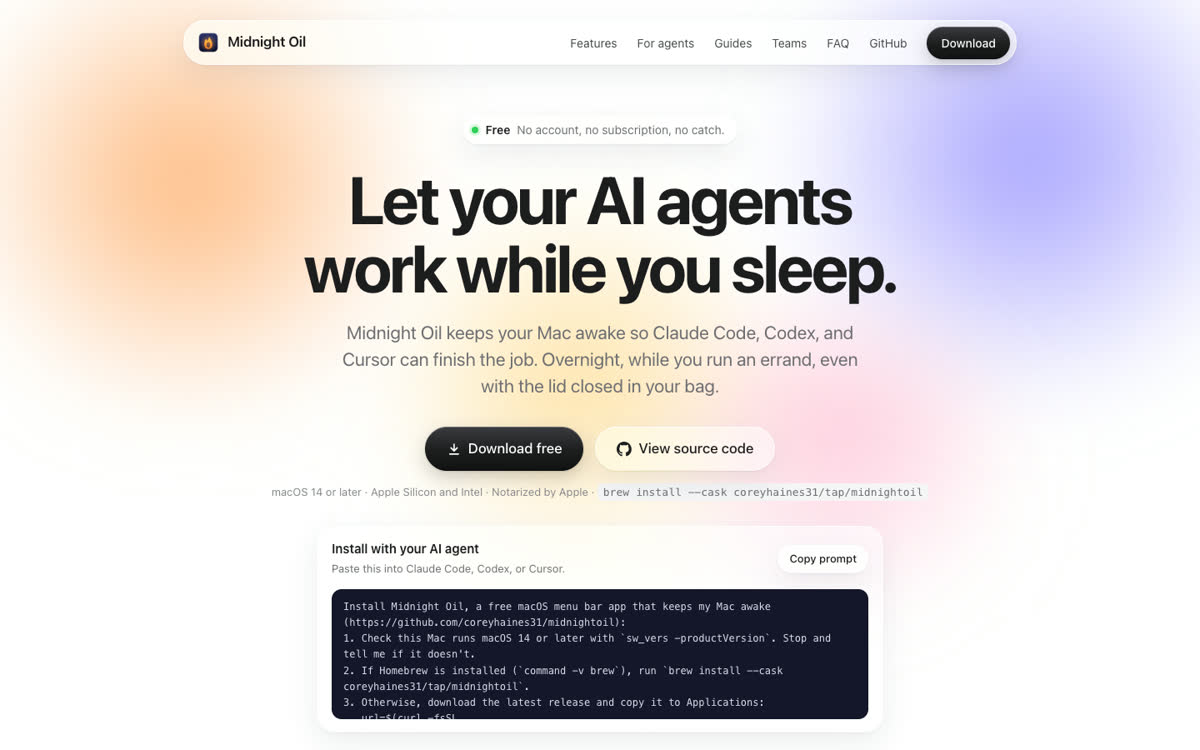 Midnight Oil
Features
For agents
Guides
Teams
FAQ
GitHub
Download
Free No account, no subscription, no catch.
Let your AI agents
work while you sleep.
Midnight Oil keeps your Mac awake so Claude Code, Codex, and
Cursor can finish the job. Overnight, while you run an errand, even
with the lid closed in your bag.
Download free
View source code
macOS 14 or later · Apple Silicon and Intel · Notarized by Apple · brew install --cask coreyhaines31/tap/midnightoil
Install with your AI agent
Paste this into Claude Code, Codex, or Cursor.
Copy prompt
Install Midnight Oil, a free macOS menu bar app that keeps my Mac awake
(https://github.com/coreyhaines31/midnightoil):
1. Check this Mac runs macOS 14 or later with `sw_vers -productVersion`. Stop and
tell me if it doesn't.
2. If Homebrew is installed (`command -v brew`), run `brew install --cask
coreyhaines31/tap/midnightoil`.
3. Otherwise, download the latest release and copy it to Applications:
url=$(curl -fsSL